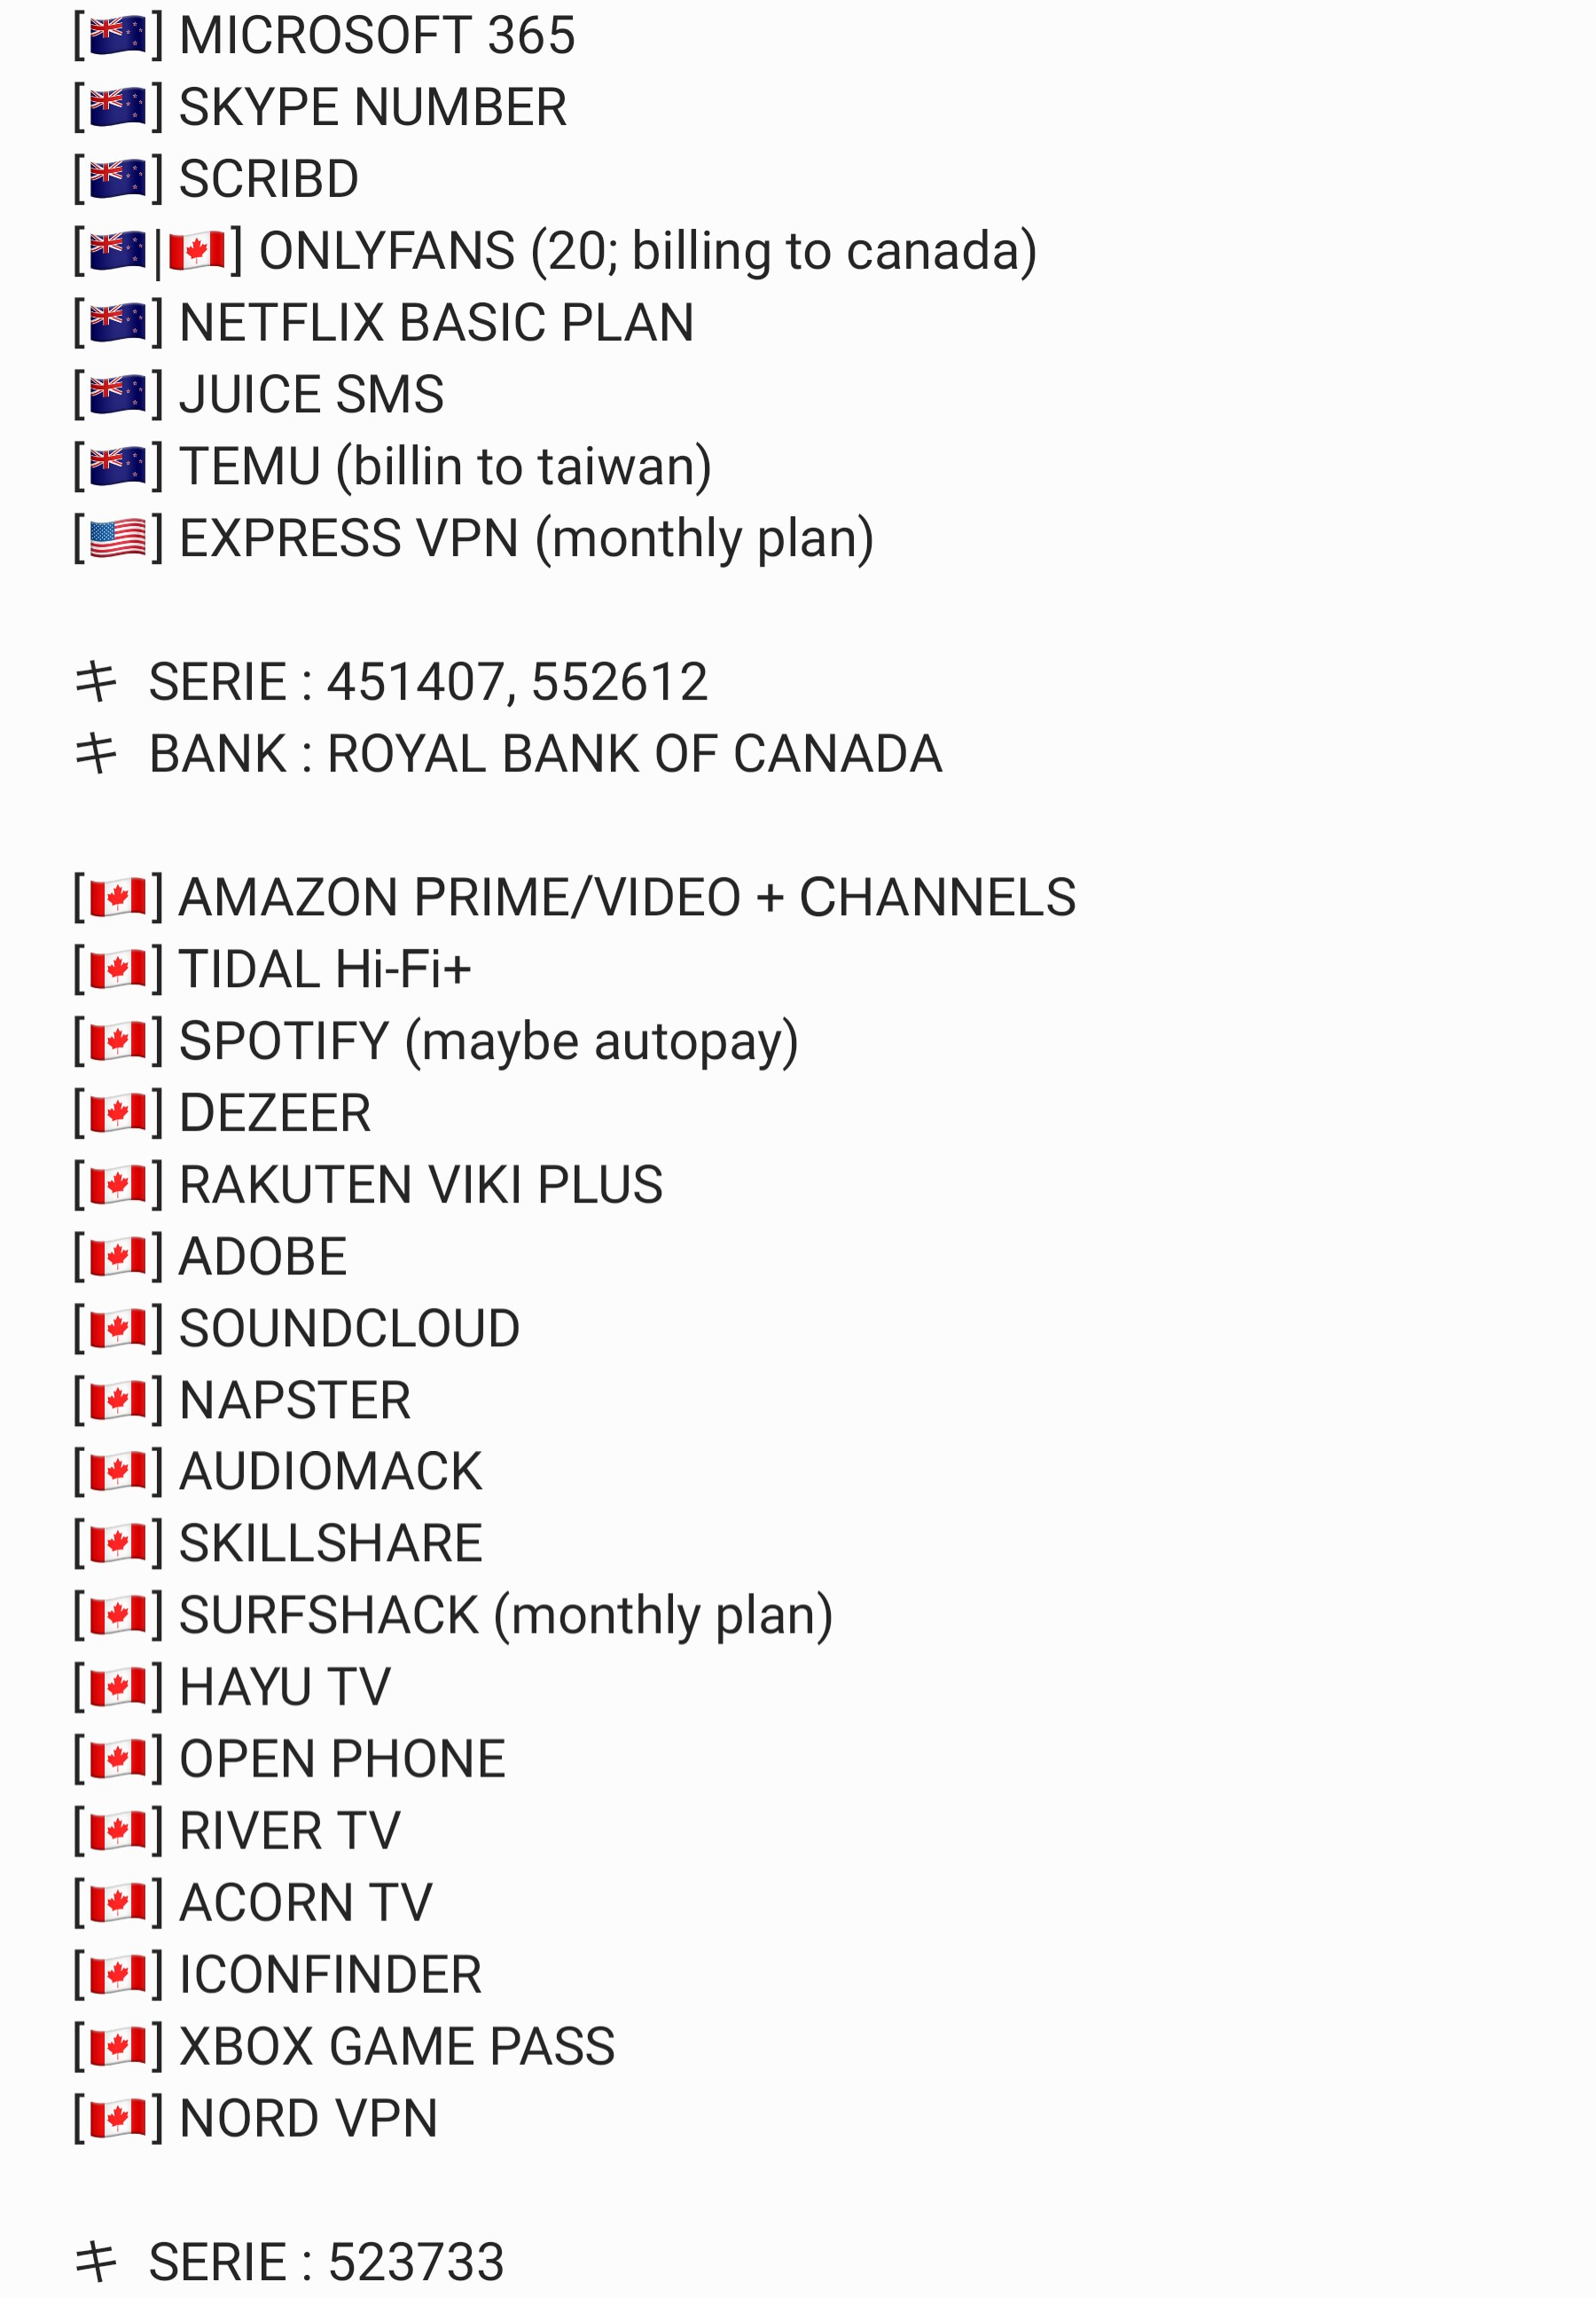 [🇳🇿] MICROSOFT 365
[🇳🇿] SKYPE NUMBER
[🇳🇿] SCRIBD
[🇳🇿|🇨🇦] ONLYFANS (20; billing to canada)
[🇳🇿] NETFLIX BASIC PLAN
[🇳🇿] JUICE SMS
[🇳🇿] TEMU (billin to taiwan)
[🇺🇸] EXPRESS VPN (monthly plan)
キ SERIE : 451407, 552612
キ BANK : ROYAL BANK OF CANADA
[🇨🇦] AMAZON PRIME/VIDEO + CHANNELS
[🇨🇦] TIDAL Hi-Fi+
[🇨🇦] SPOTIFY (maybe autopay)
[🇨🇦] DEZEER
[🇨🇦] RAKUTEN VIKI PLUS
[🇨🇦] ADOBE
[🇨🇦] SOUNDCLOUD
[🇨🇦] NAPSTER
[🇨🇦] AUDIOMACK
[🇨🇦] SKILLSHARE
[🇨🇦] SURFSHACK (monthly plan)
[🇨🇦] HAYU TV
[🇨🇦] OPEN PHONE
[🇨🇦] RIVER TV
[🇨🇦] ACORN TV
[🇨🇦] ICONFINDER
[🇨🇦] XBOX GAME PASS
[🇨🇦] NORD VPN
キ SERIE : 523733